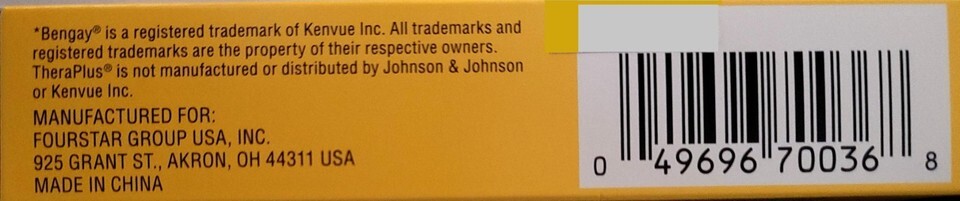 *Bengay® is a registered trademark of Kenvue Inc. All trademarks and
registered trademarks are the property of their respective owners.
TheraPlus® is not manufactured or distributed by Johnson & Johnson
or Kenvue Inc.
MANUFACTURED FOR:
FOURSTAR GROUP USA, INC.
925 GRANT ST., AKRON, OH 44311 USA
MADE IN CHINA
0 49696 70036 8